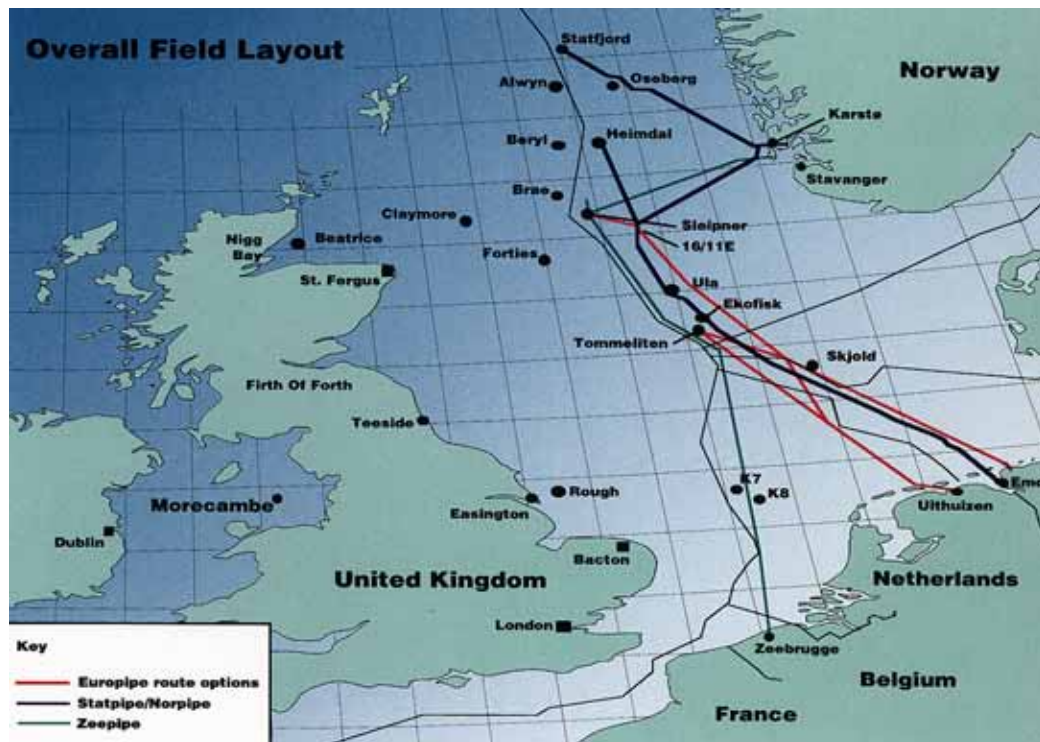 Overall Field Layout
Statfjord
Norway
Alwyn
Oseberg
Karstø
Beryl
Heimdal
Stavanger
Brae
Claymore
Sleipner
16/11E
Nigg
Bay
Beatrice
Forties
St. Fergus
Ula
Ekofisk
Tommeliten
Skjold
Firth Of Forth
Teeside
K7
K8
Morecambe
Rough
Easington
Emd
Uithuizen
Dublin
Bacton
United Kingdom
Netherlands
London
Zeebrugge
Belgium
France
Key
Europipe route options
Statpipe/Norpipe
Zeepipe